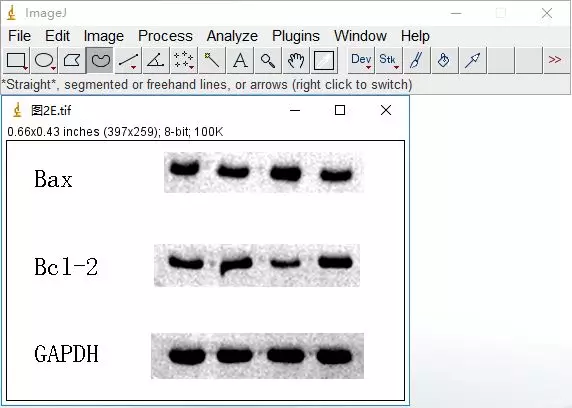 ImageJ
File Edit Image Process Analyze Plugins Window Help
A Dev Stk >>
*Straight*, segmented or freehand lines, or arrows (right click to switch)
图2E.tif
0.66x0.43 inches (397x259); 8-bit; 100K
Bax
Bcl-2
GAPDH